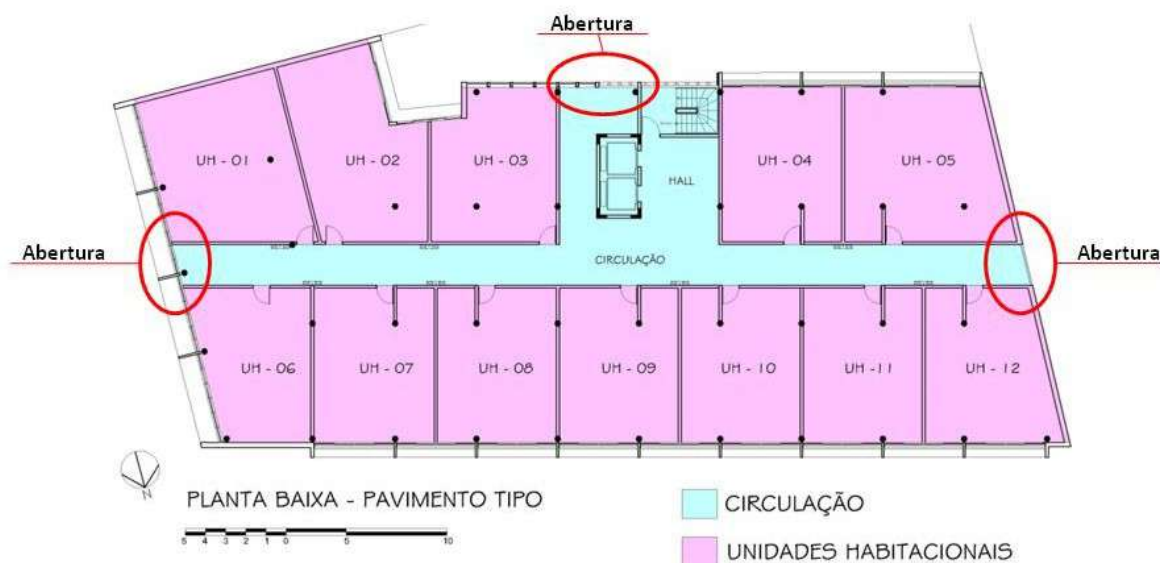 Abertura
UH - 01
UH - 02
UH - 03
HALL
UH - 04
UH - 05
Abertura
Abertura
CIRCULAÇÃO
UH - 06
UH - 07
UH - 08
UH - 09
UH - 10
UH - 11
UH - 12
N
PLANTA BAIXA - PAVIMENTO TIPO
5 4 3 2 1 0 5 10
CIRCULAÇÃO
UNIDADES HABITACIONAIS